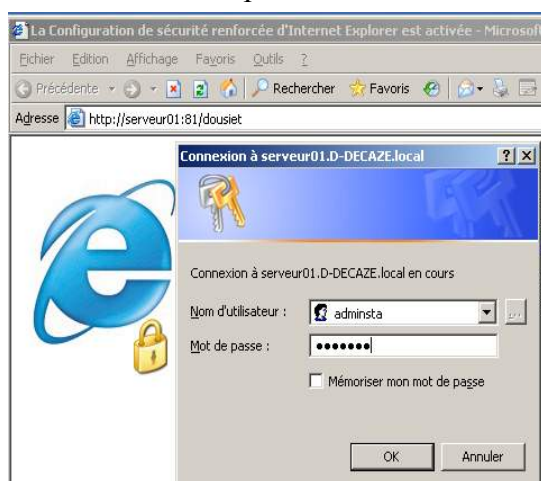 La Configuration de sécurité renforcée d'Internet Explorer est activée - Microsof
Fichier Edition Affichage Favoris Outils ?
Précédente Rechercher Favoris
Adresse http://serveur01:81/dousiet
Connexion à serveur01.D-DECAZE.local
Connexion à serveur01.D-DECAZE.local en cours
Nom d'utilisateur : adminsta
Mot de passe : •••••••
Mémoriser mon mot de passe
OK Annuler